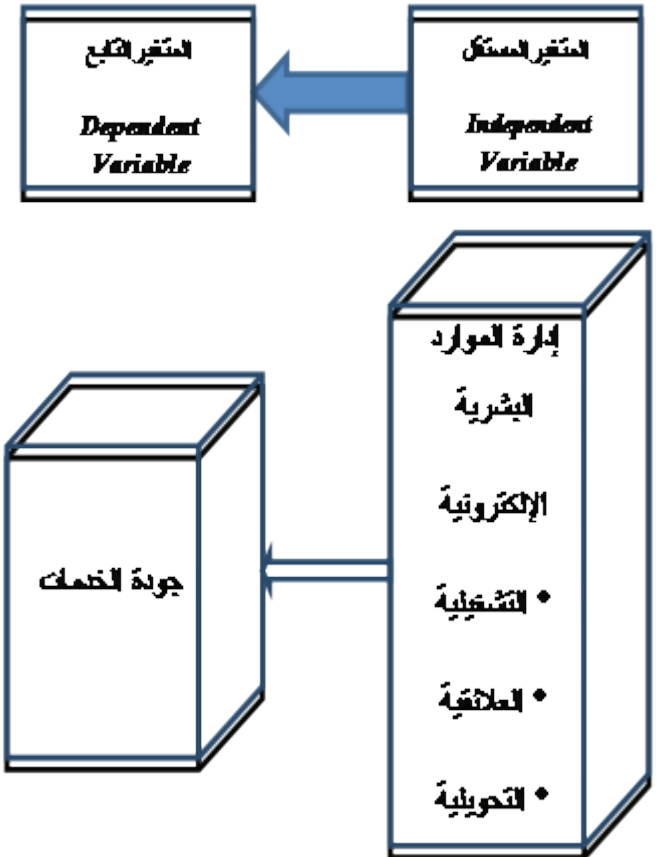 المتغير المستقل
Independent
Variable
المتغير التابع
Dependent
Variable
إدارة الموارد
البشرية
الإلكترونية
• التشغيلية
• العلائقية
• التحويلية
جودة الخدمات